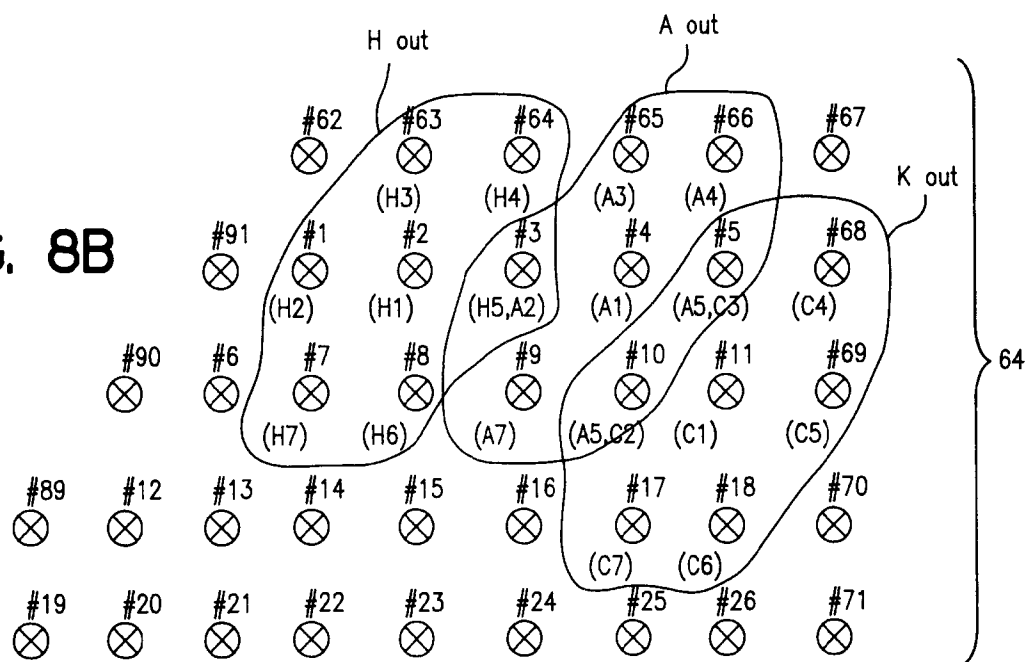 H out
A out
#62 #63 #64 #65 #66 #67
K out
(H3) (H4) (A3) (A4)
#91 #1 #2 #3 #4 #5 #68
8B
(H2) (H1) (H5,A2) (A1) (A5,C3) (C4)
#90 #6 #7 #8 #9 #10 #11 #69
64
(H7) (H6) (A7) (A5,C2) (C1) (C5)
#89 #12 #13 #14 #15 #16 #17 #18 #70
(C7) (C6)
#19 #20 #21 #22 #23 #24 #25 #26 #71